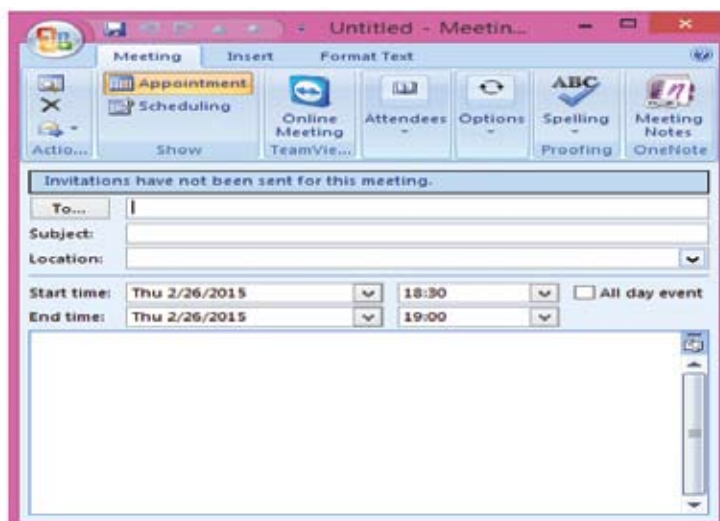 Untitled - Meetin...
Meeting Insert Format Text
Appointment
Scheduling
Online Meeting
Attendees
Options
ABC
Spelling
Meeting Notes
Actio...
Show
TeamVie...
Proofing
OneNote
Invitations have not been sent for this meeting.
To...
Subject:
Location:
Start time: Thu 2/26/2015 18:30 All day event
End time: Thu 2/26/2015 19:00